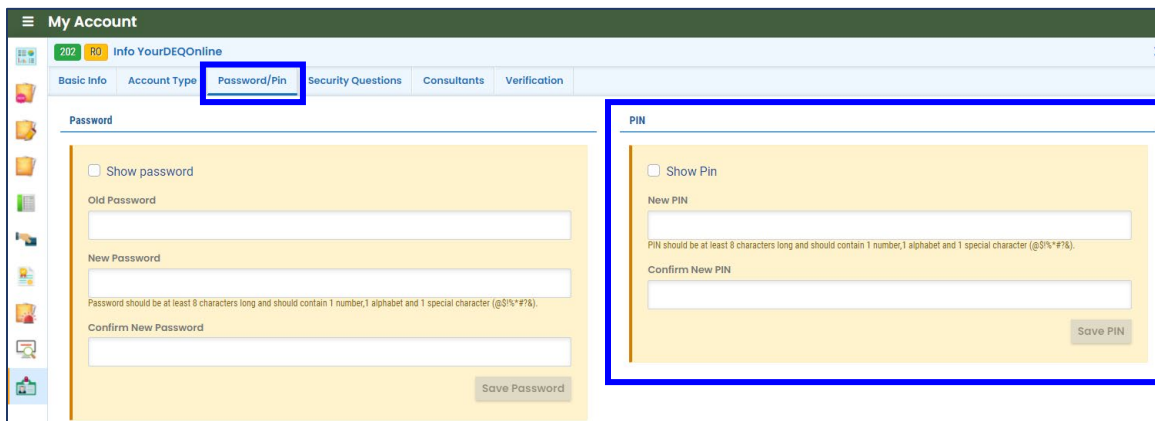 My Account
202 RO Info YourDEQOnline
Basic Info Account Type Password/Pin Security Questions Consultants Verification
Password
Show password
Old Password
New Password
Password should be at least 8 characters long and should contain 1 number,1 alphabet and 1 special character (@$!%*#?&).
Confirm New Password
Save Password
PIN
Show Pin
New PIN
PIN should be at least 8 characters long and should contain 1 number,1 alphabet and 1 special character (@$!%*#?&).
Confirm New PIN
Save PIN